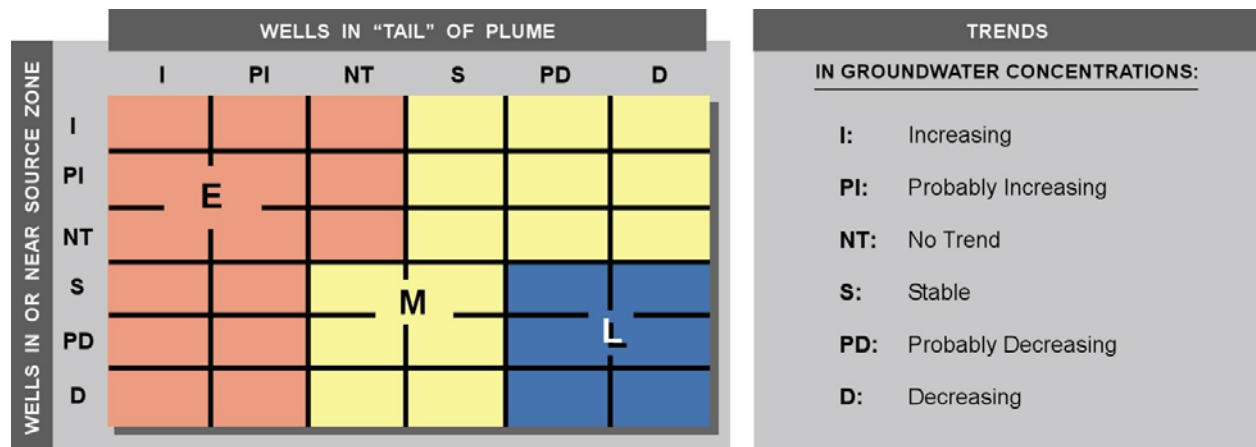 WELLS IN “TAIL” OF PLUME
I PI NT S PD D
WELLS IN OR NEAR SOURCE ZONE
I
PI
E
NT
S
M
PD
L
D
TRENDS
IN GROUNDWATER CONCENTRATIONS:
I: Increasing
PI: Probably Increasing
NT: No Trend
S: Stable
PD: Probably Decreasing
D: Decreasing